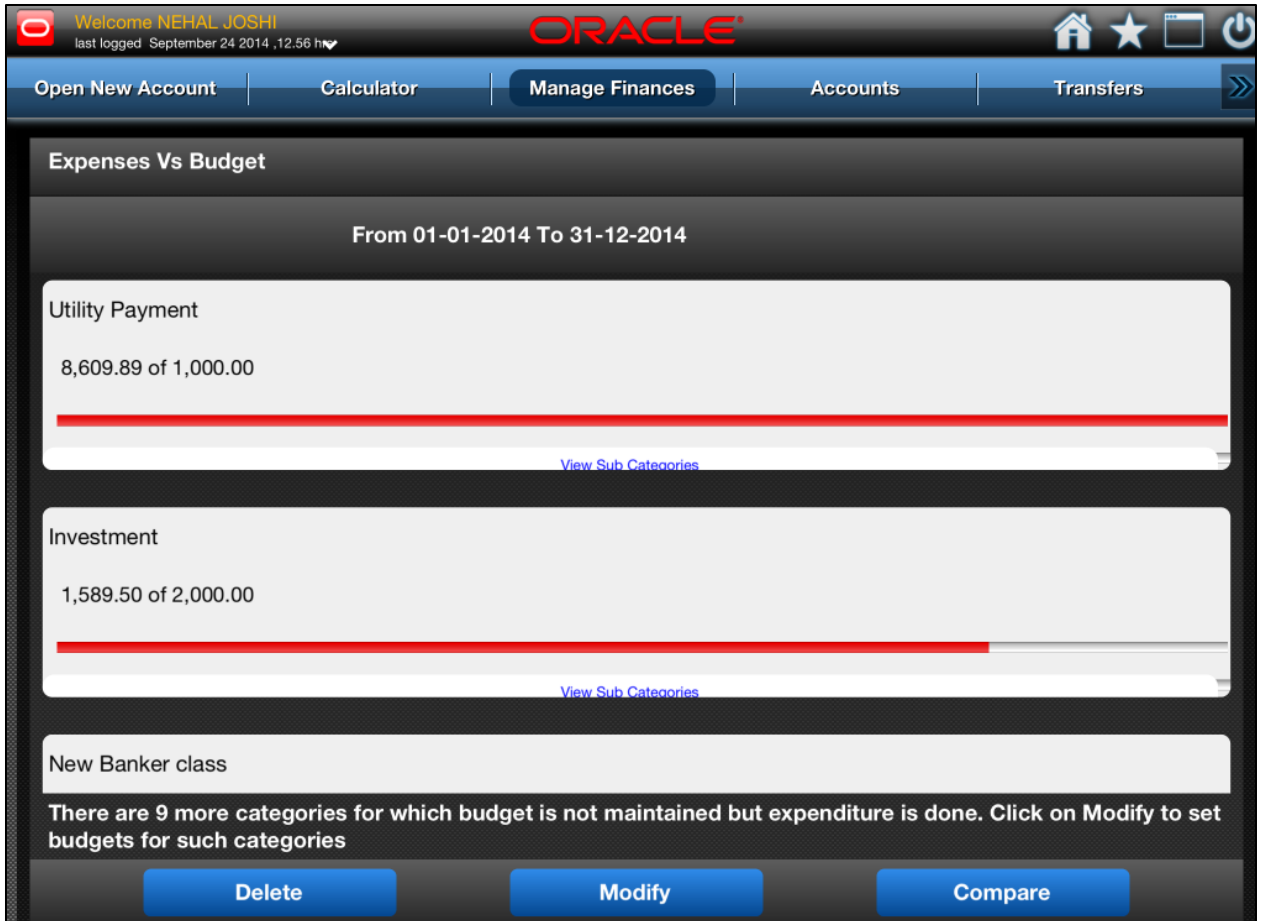 Welcome NEHAL JOSHI
ORACLE
last logged September 24 2014 ,12.56 hr
Open New Account
Calculator
Manage Finances
Accounts
Transfers
Expenses Vs Budget
From 01-01-2014 To 31-12-2014
Utility Payment
8,609.89 of 1,000.00
View Sub Categories
Investment
1,589.50 of 2,000.00
View Sub Categories
New Banker class
There are 9 more categories for which budget is not maintained but expenditure is done. Click on Modify to set
budgets for such categories
Delete
Modify
Compare